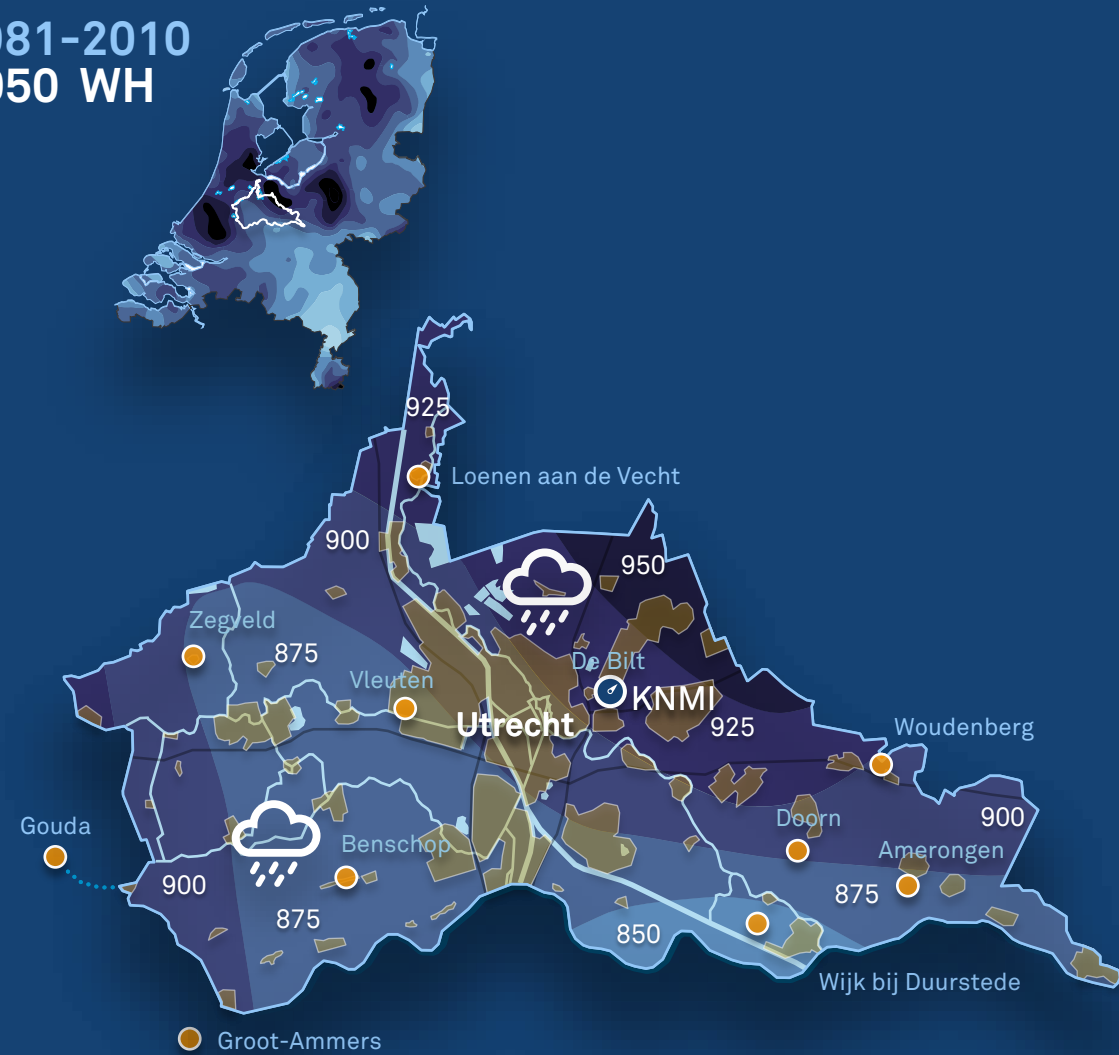 981-2010
950 WH
925
Loenen aan de Vecht
900
950
Zegveld
875
De Bilt
Vleuten
KNMI
Utrecht
925
Woudenberg
900
Doorn
Gouda
Benschop
Amerongen
900
875
875
850
Wijk bij Duurstede
Groot-Ammers